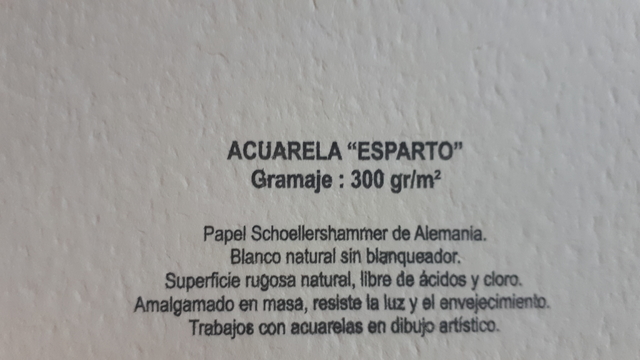 ACUARELA “ESPARTO”
Gramaje : 300 gr/m²
Papel Schoellershammer de Alemania.
Blanco natural sin blanqueador.
Superficie rugosa natural, libre de ácidos y cloro.
Amalgamado en masa, resiste la luz y el envejecimiento.
Trabajos con acuarelas en dibujo artístico.